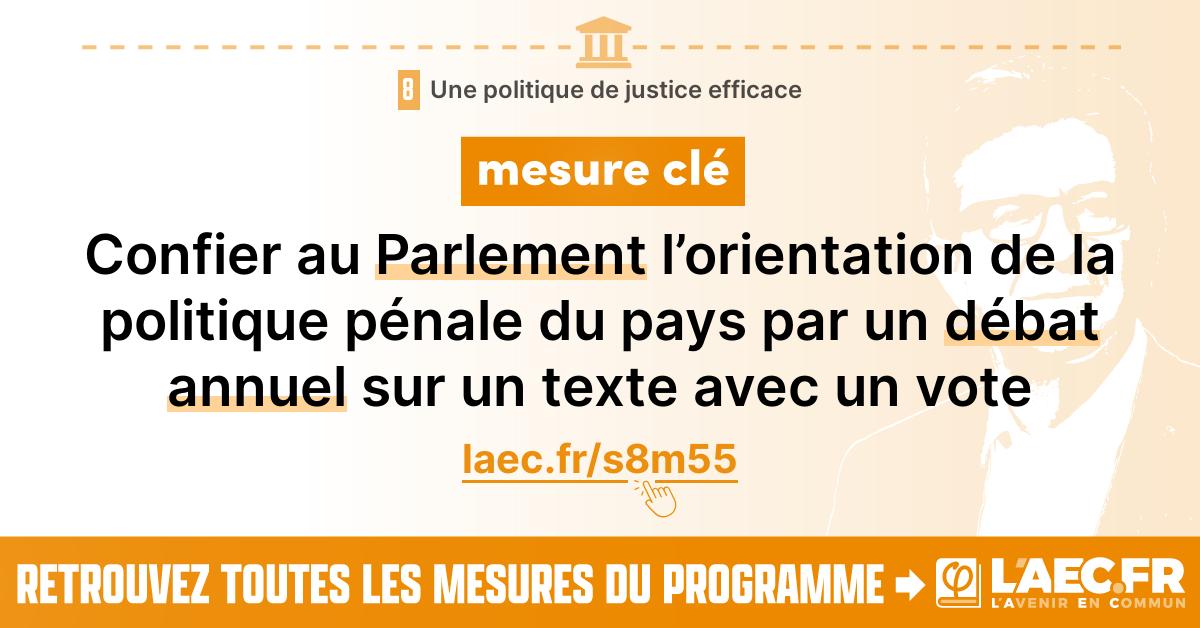 8 Une politique de justice efficace
mesure clé
Confier au Parlement l’orientation de la
politique pénale du pays par un débat
annuel sur un texte avec un vote
laec.fr/s8m55
RETROUVEZ TOUTES LES MESURES DU PROGRAMME
φ L'AEC.FR
L'AVENIR EN COMMUN